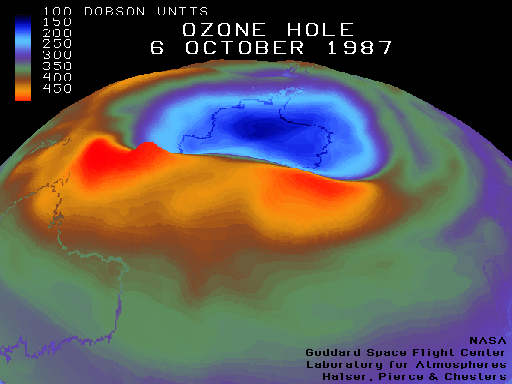 100 DOBSON UNITS
150
200
250
300
350
400
450
OZONE HOLE
6 OCTOBER 1987
NASA
Goddard Space Flight Center
Laboratory for Atmospheres
Halser, Pierce & Chesters